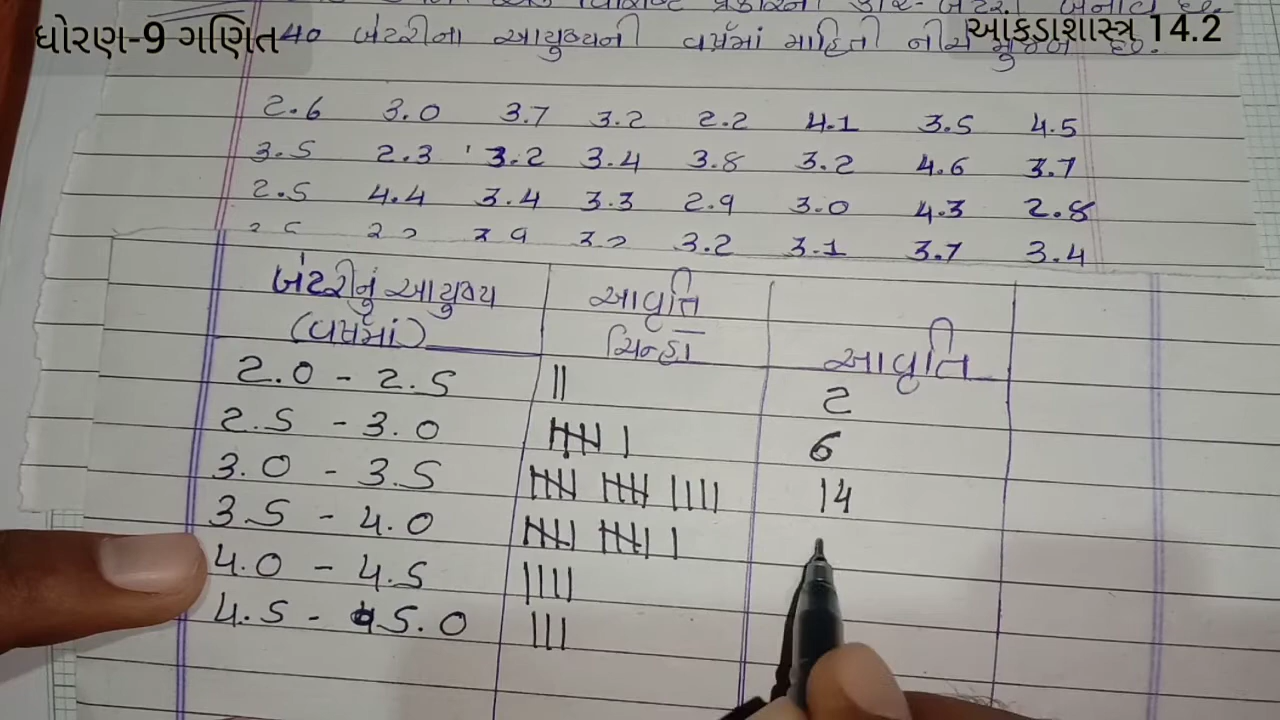 ધોરણ-9 ગણિત
આંકડાશાસ્ત્ર 14.2
40 બેટરીના આયુષ્યની વર્ષમાં માહિતી નીચે મુજબ છે.
2.6 3.0 3.7 3.2 2.2 4.1 3.5 4.5
3.5 2.3 3.2 3.4 3.8 3.2 4.6 3.7
2.5 4.4 3.4 3.3 2.9 3.0 4.3 2.8
3.2 3.1 3.7 3.4
બેટરીનું આયુષ્ય આવૃતિ
(વર્ષમાં) ચિન્હો આવૃતિ
2.0 - 2.5 || 2
2.5 - 3.0 |||| | 6
3.0 - 3.5 |||| |||| |||| 14
3.5 - 4.0 |||| |||| |
4.0 - 4.5 ||||
4.5 - 5.0 |||